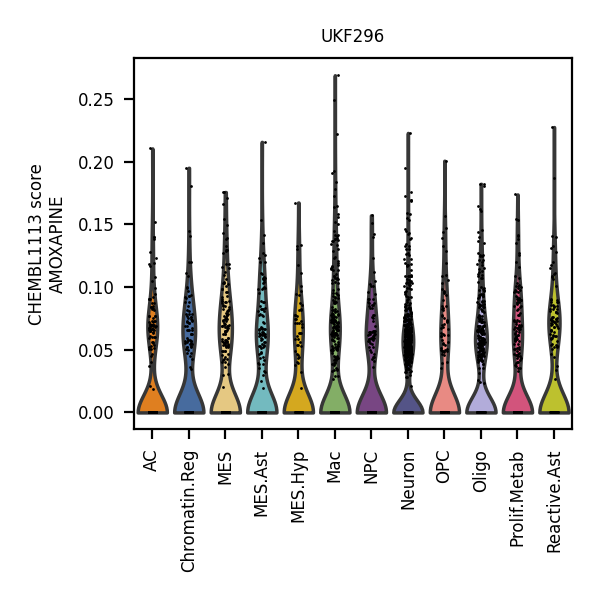 UKF296
CHEMBL1113 score
AMOXAPINE
0.25
0.20
0.15
0.10
0.05
0.00
AC
Chromatin.Reg
MES
MES.Ast
MES.Hyp
Mac
NPC
Neuron
OPC
Oligo
Prolif.Metab
Reactive.Ast